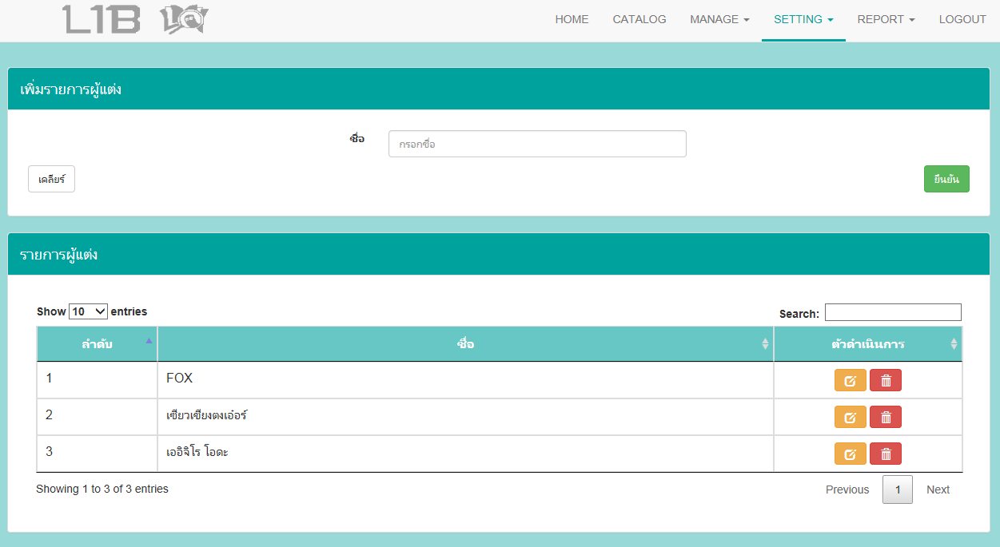 L1B
HOME CATALOG MANAGE SETTING REPORT LOGOUT
เพิ่มรายการผู้แต่ง
ชื่อ กรอกชื่อ
เคลียร์ ยืนยัน
รายการผู้แต่ง
Show 10 entries Search:
ลำดับ ชื่อ ตัวดำเนินการ
1 FOX
2 เซียวเซียงตงเอ๋อร์
3 เออิจิโร โอดะ
Showing 1 to 3 of 3 entries Previous 1 Next